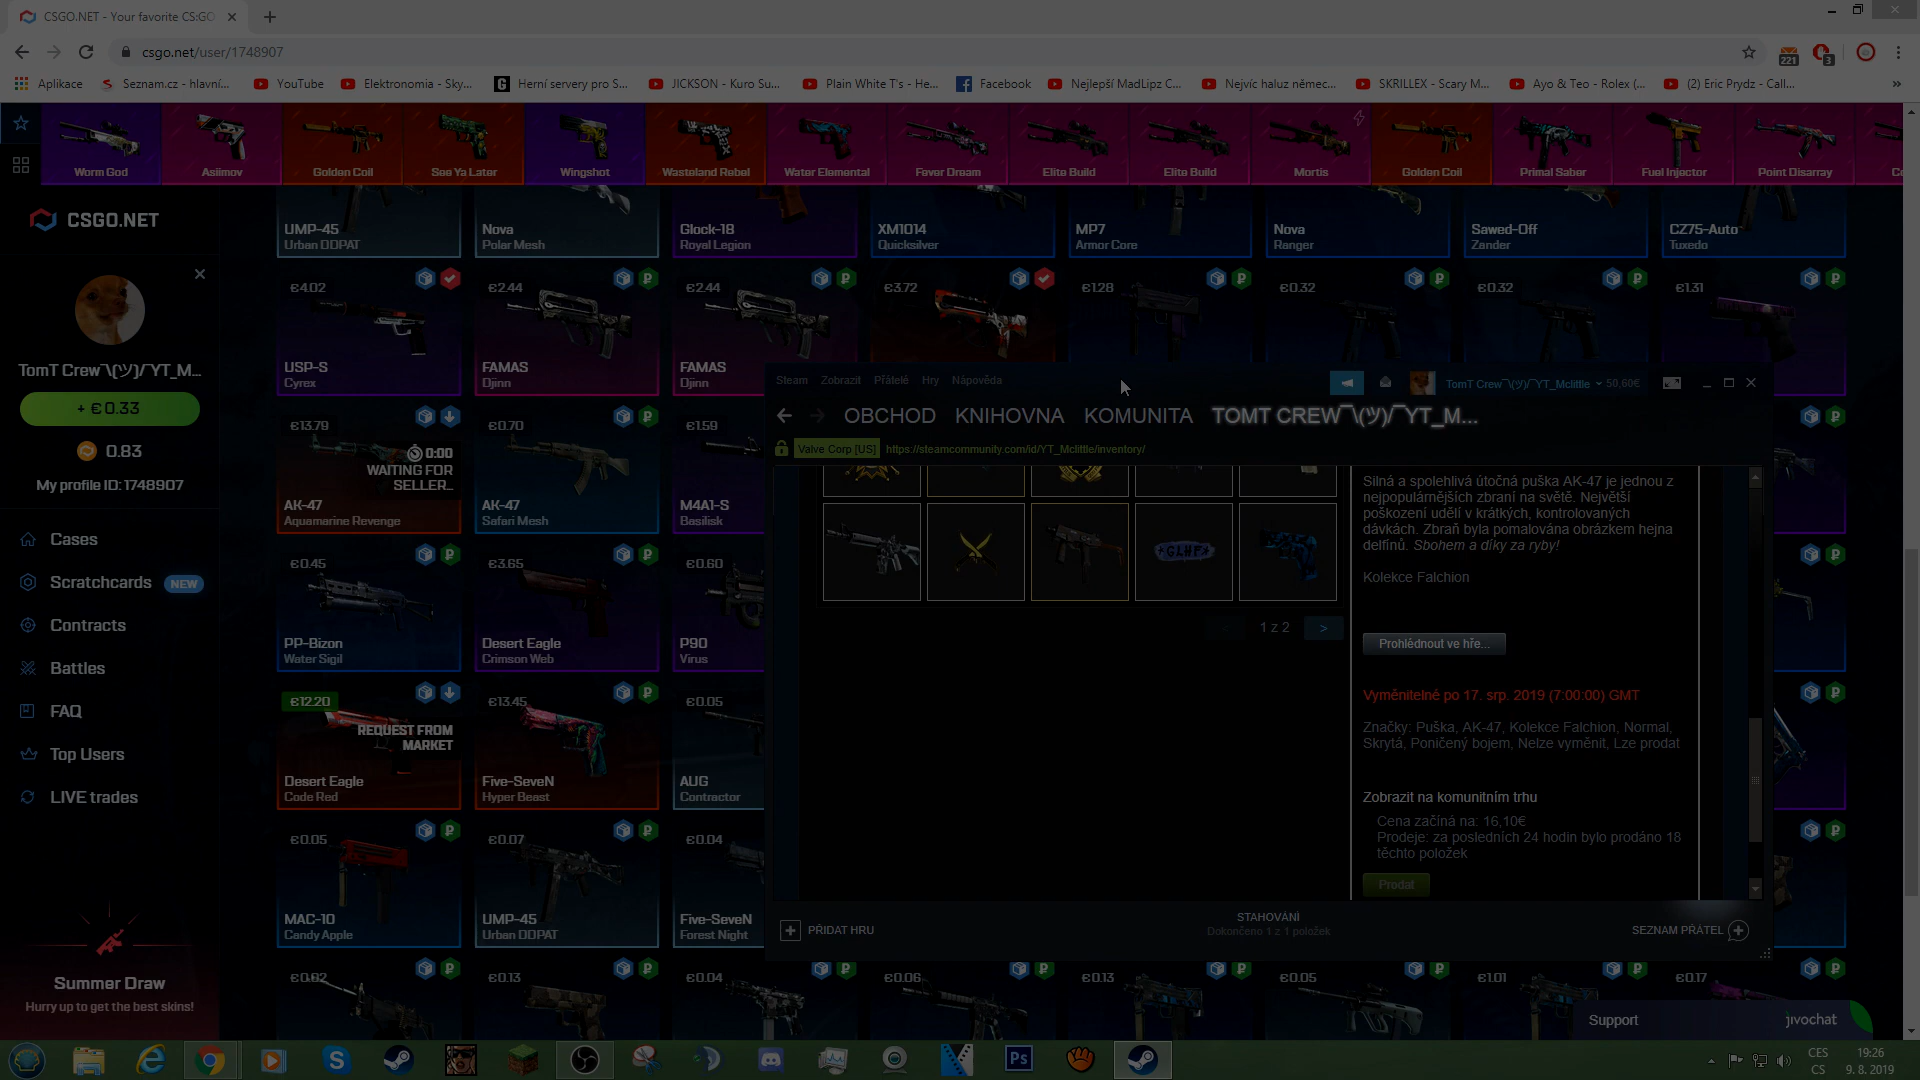 CSGO.NET - Your favorite CS:GO
csgo.net/user/1748907
221
3
Aplikace
Seznam.cz - hlavní...
YouTube
Elektronomia - Sky...
Herní servery pro S...
JICKSON - Kuro Su...
Plain White T's - He...
Facebook
Nejlepší MadLipz C...
Nejvíc haluz němec...
SKRILLEX - Scary M...
Ayo & Teo - Rolex (...
(2) Eric Prydz - Call...
Worm God
Asiimov
Golden Coil
See Ya Later
Wingshot
Wasteland Rebel
Water Elemental
Fever Dream
Elite Build
Elite Build
Mortis
Golden Coil
Primal Saber
Fuel Injector
Point Disarray
CSGO.NET
TomT Crew¯\(ツ)/¯YT_M...
+ €0.33
0.83
My profile ID: 1748907
Cases
Scratchcards NEW
Contracts
Battles
FAQ
Top Users
LIVE trades
Summer Draw
Hurry up to get the best skins!
UMP-45
Urban DDPAT
Nova
Polar Mesh
Glock-18
Royal Legion
XM1014
Quicksilver
MP7
Armor Core
Nova
Ranger
Sawed-Off
Zander
CZ75-Auto
Tuxedo
€4.02
USP-S
Cyrex
€2.44
FAMAS
Djinn
€2.44
FAMAS
Djinn
€3.72
€1.28
€0.32
€0.32
€1.31
€13.79
0:00
WAITING FOR
SELLER...
AK-47
Aquamarine Revenge
€0.70
AK-47
Safari Mesh
€1.59
M4A1-S
Basilisk
€0.45
PP-Bizon
Water Sigil
€3.65
Desert Eagle
Crimson Web
€0.60
P90
Virus
€12.20
REQUEST FROM
MARKET
Desert Eagle
Code Red
€13.45
Five-SeveN
Hyper Beast
€0.05
AUG
Contractor
€0.05
MAC-10
Candy Apple
€0.07
UMP-45
Urban DDPAT
€0.04
Five-SeveN
Forest Night
€0.82
€0.13
€0.04
€0.06
€0.13
€0.05
€1.01
€0.17
Steam Zobrazit Přátelé Hry Nápověda
TomT Crew¯\(ツ)/¯YT_Mclittle 50,60€
OBCHOD KNIHOVNA KOMUNITA TOMT CREW¯\(ツ)/¯YT_M...
Valve Corp [US] https://steamcommunity.com/id/YT_Mclittle/inventory/
GLHF
1 z 2
>
Silná a spolehlivá útočná puška AK-47 je jednou z
nejpopulárnějších zbraní na světě. Největší
poškození udělí v krátkých, kontrolovaných
dávkách. Zbraň byla pomalována obrázkem hejna
delfínů. Sbohem a díky za ryby!
Kolekce Falchion
Prohlédnout ve hře...
Vyměnitelné po 17. srp. 2019 (7:00:00) GMT
Značky: Puška, AK-47, Kolekce Falchion, Normal,
Skrytá, Poničený bojem, Nelze vyměnit, Lze prodat
Zobrazit na komunitním trhu
Cena začíná na: 16,10€
Prodeje: za posledních 24 hodin bylo prodáno 18
těchto položek
Prodat
PŘIDAT HRU
STAHOVÁNÍ
Dokončeno 1 z 1 položek
SEZNAM PŘÁTEL
Support
jivochat
Ps
CES
CS
19:26
9. 8. 2019